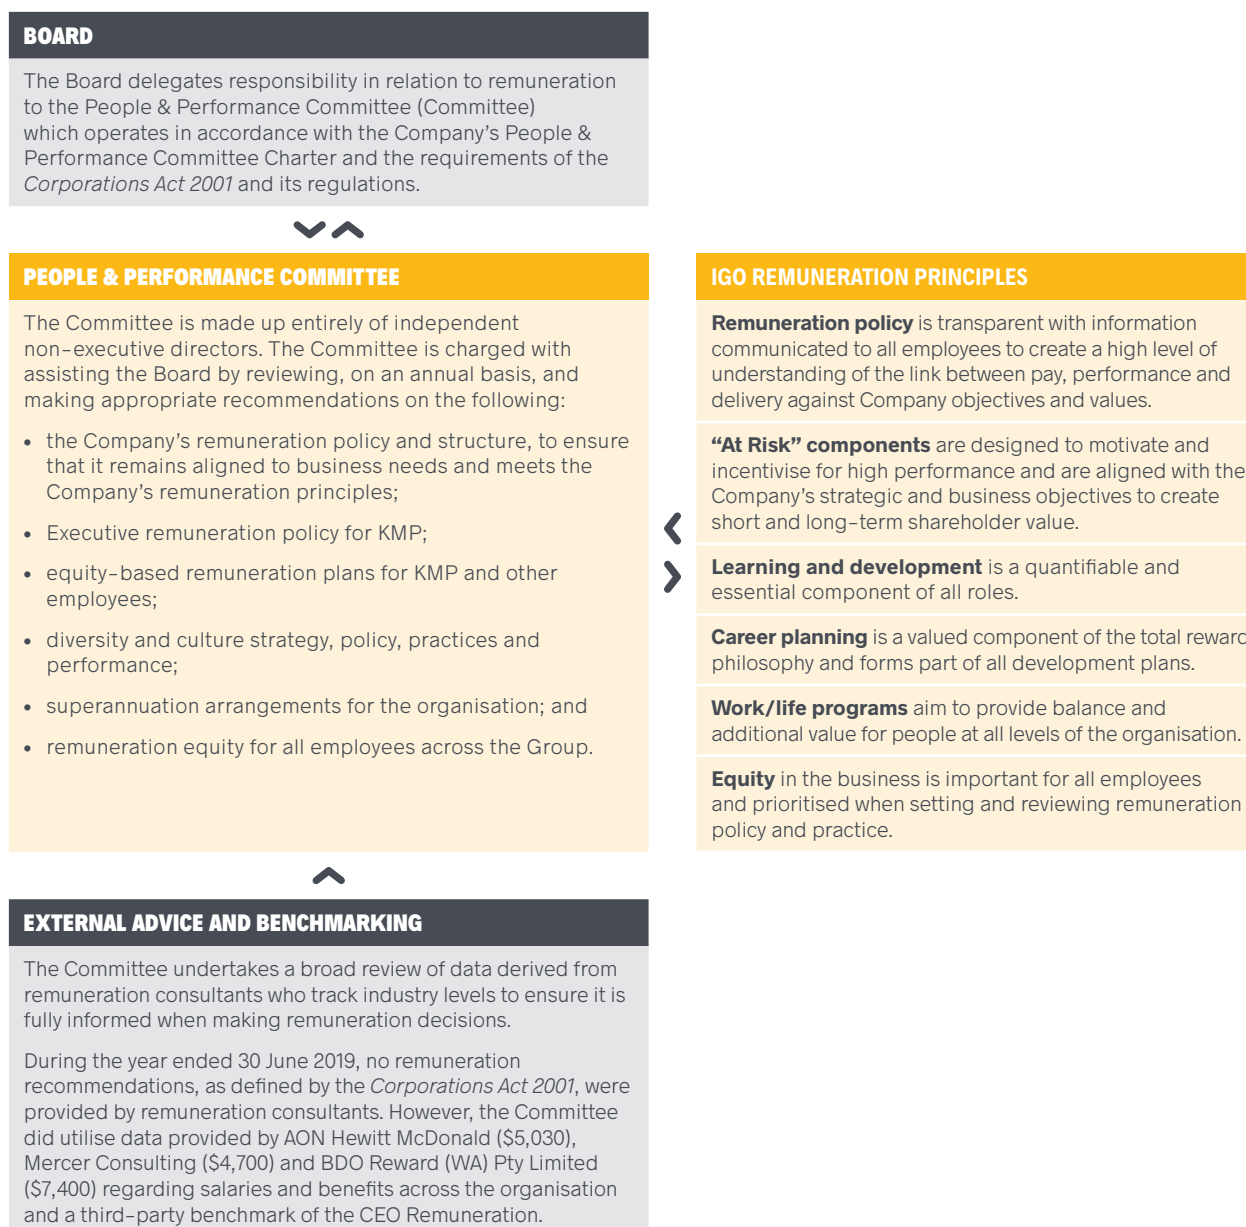 BOARD
The Board delegates responsibility in relation to remuneration
to the People & Performance Committee (Committee)
which operates in accordance with the Company's People &
Performance Committee Charter and the requirements of the
Corporations Act 2001 and its regulations.
PEOPLE & PERFORMANCE COMMITTEE
The Committee is made up entirely of independent
non-executive directors. The Committee is charged with
assisting the Board by reviewing, on an annual basis, and
making appropriate recommendations on the following:
• the Company's remuneration policy and structure, to ensure
that it remains aligned to business needs and meets the
Company's remuneration principles;
• Executive remuneration policy for KMP;
• equity-based remuneration plans for KMP and other
employees;
• diversity and culture strategy, policy, practices and
performance;
• superannuation arrangements for the organisation; and
• remuneration equity for all employees across the Group.
IGO REMUNERATION PRINCIPLES
Remuneration policy is transparent with information
communicated to all employees to create a high level of
understanding of the link between pay, performance and
delivery against Company objectives and values.
"At Risk" components are designed to motivate and
incentivise for high performance and are aligned with the
Company's strategic and business objectives to create
short and long-term shareholder value.
Learning and development is a quantifiable and
essential component of all roles.
Career planning is a valued component of the total reward
philosophy and forms part of all development plans.
Work/life programs aim to provide balance and
additional value for people at all levels of the organisation.
Equity in the business is important for all employees
and prioritised when setting and reviewing remuneration
policy and practice.
EXTERNAL ADVICE AND BENCHMARKING
The Committee undertakes a broad review of data derived from
remuneration consultants who track industry levels to ensure it is
fully informed when making remuneration decisions.
During the year ended 30 June 2019, no remuneration
recommendations, as defined by the Corporations Act 2001, were
provided by remuneration consultants. However, the Committee
did utilise data provided by AON Hewitt McDonald ($5,030),
Mercer Consulting ($4,700) and BDO Reward (WA) Pty Limited
($7,400) regarding salaries and benefits across the organisation
and a third-party benchmark of the CEO Remuneration.